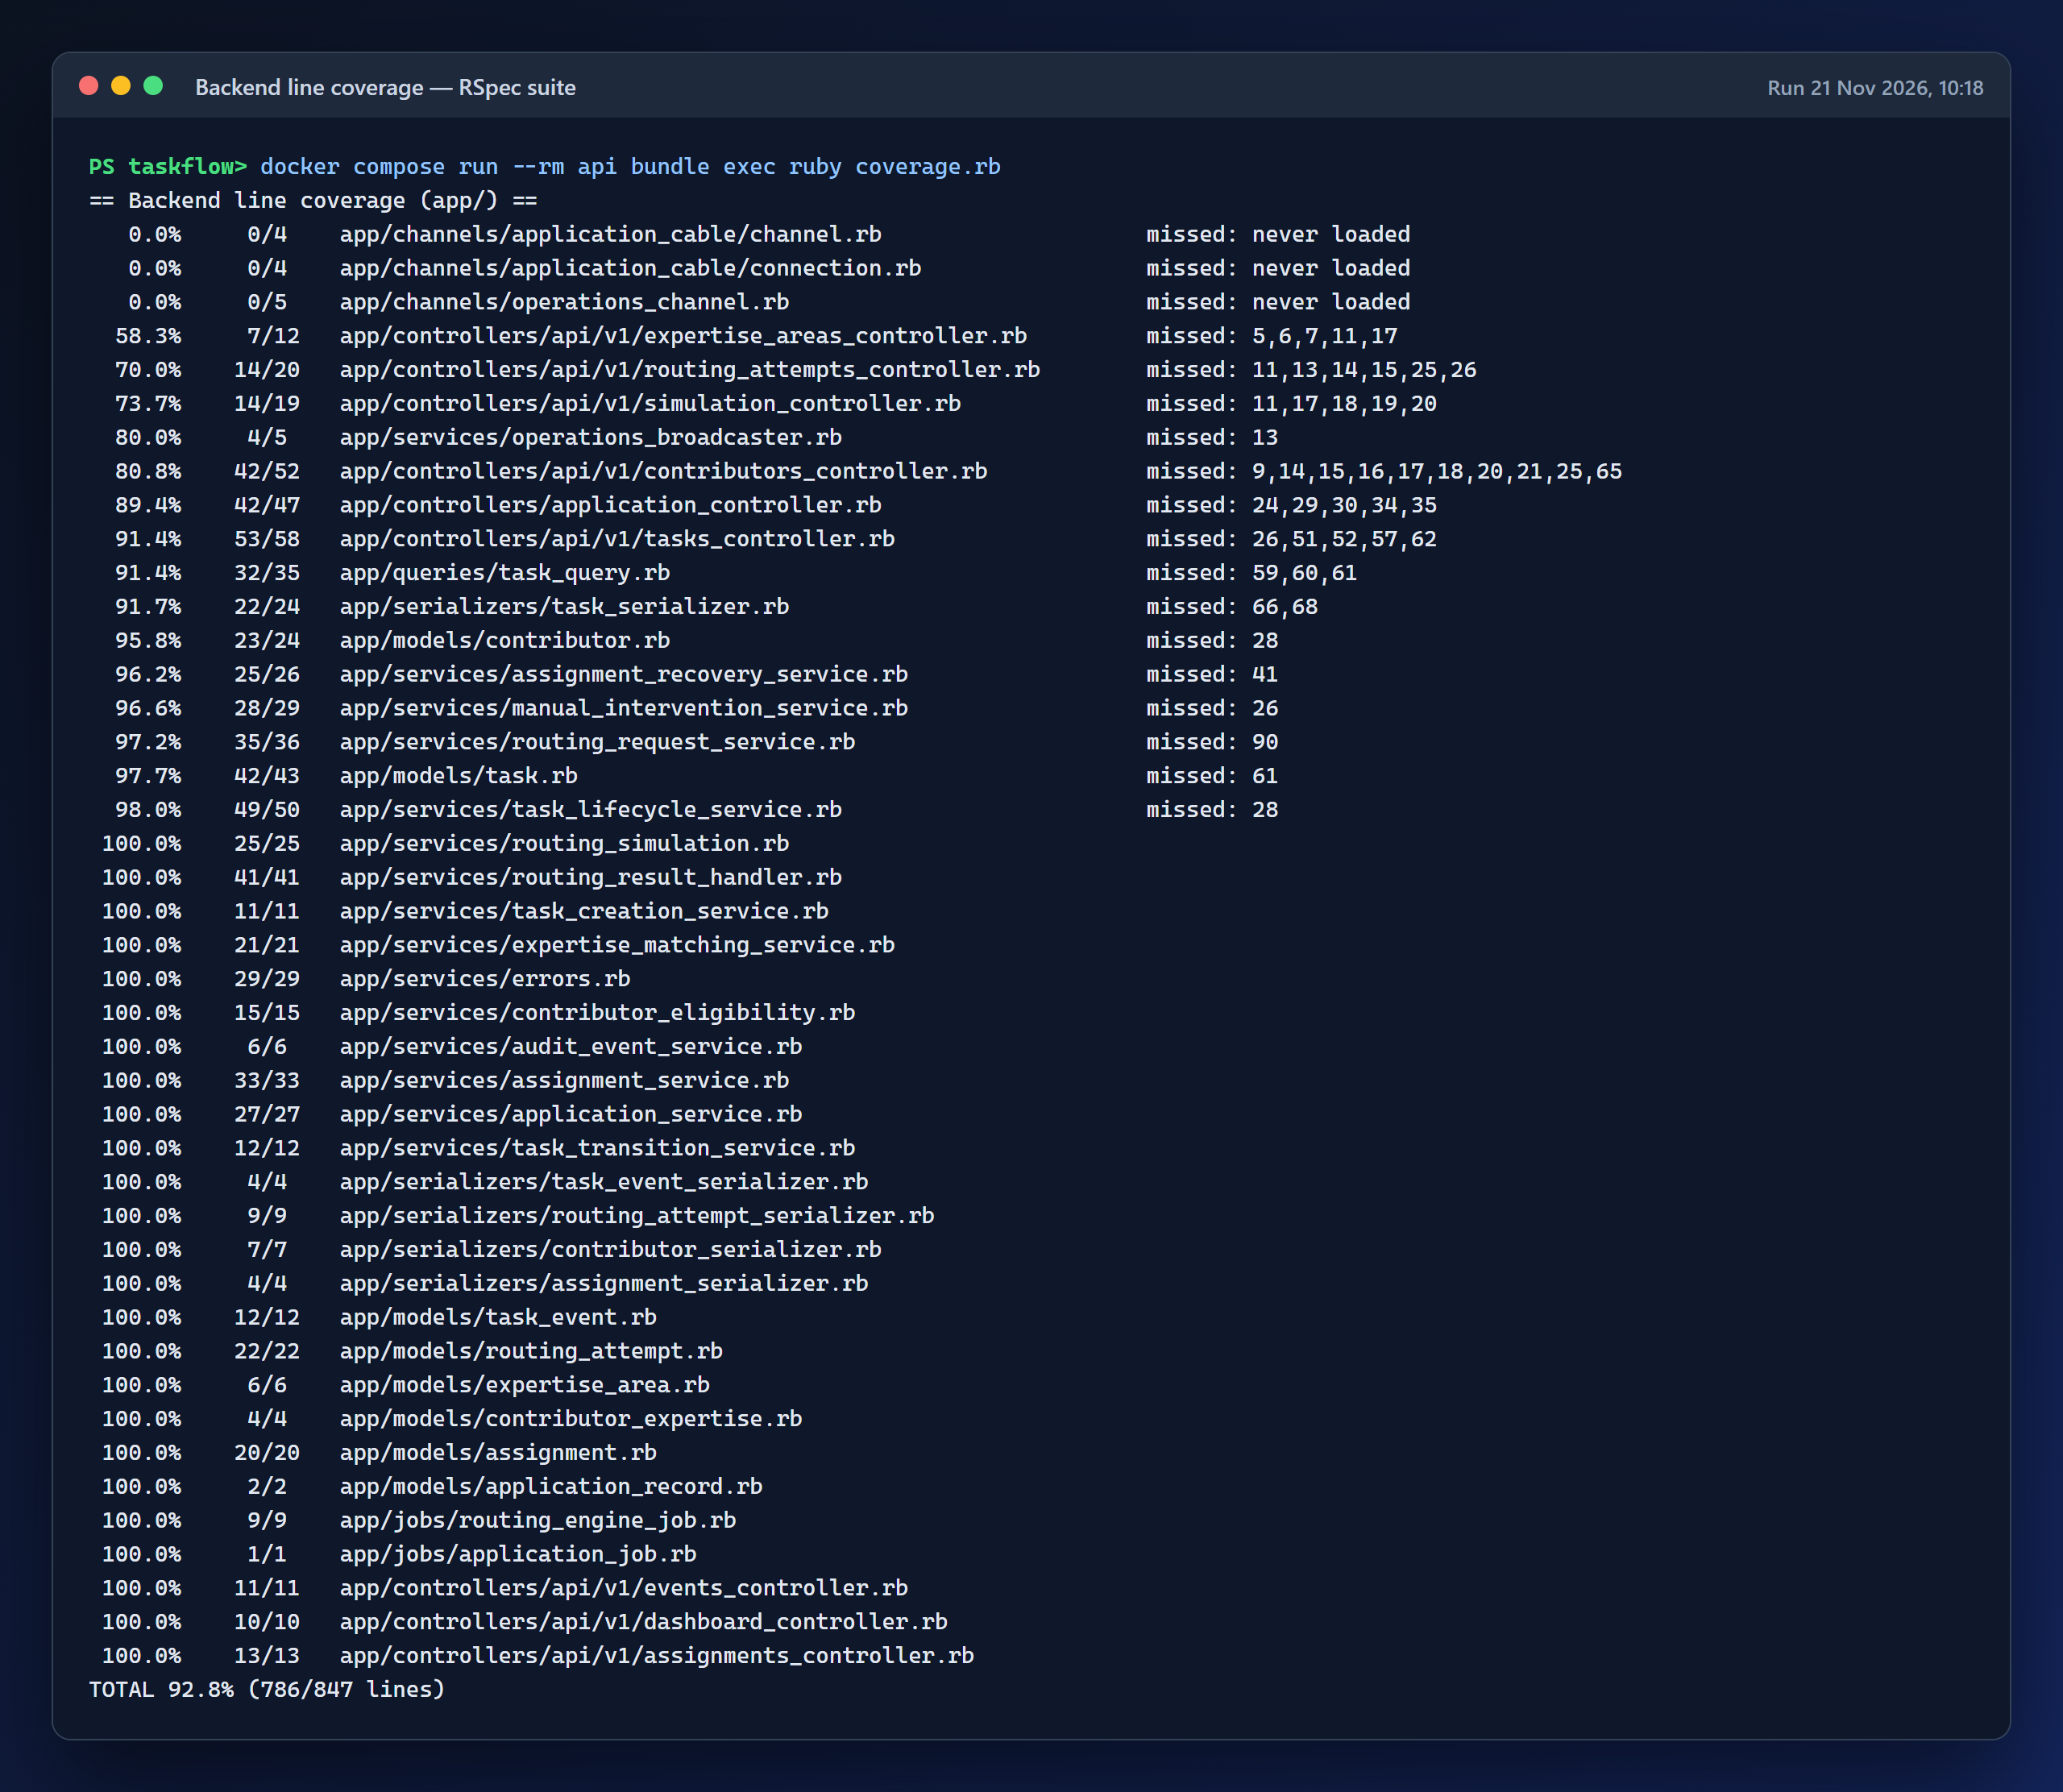 Backend line coverage — RSpec suite
Run 21 Nov 2026, 10:18
PS taskflow> docker compose run --rm api bundle exec ruby coverage.rb
== Backend line coverage (app/) ==
0.0% 0/4 app/channels/application_cable/channel.rb missed: never loaded
0.0% 0/4 app/channels/application_cable/connection.rb missed: never loaded
0.0% 0/5 app/channels/operations_channel.rb missed: never loaded
58.3% 7/12 app/controllers/api/v1/expertise_areas_controller.rb missed: 5,6,7,11,17
70.0% 14/20 app/controllers/api/v1/routing_attempts_controller.rb missed: 11,13,14,15,25,26
73.7% 14/19 app/controllers/api/v1/simulation_controller.rb missed: 11,17,18,19,20
80.0% 4/5 app/services/operations_broadcaster.rb missed: 13
80.8% 42/52 app/controllers/api/v1/contributors_controller.rb missed: 9,14,15,16,17,18,20,21,25,65
89.4% 42/47 app/controllers/application_controller.rb missed: 24,29,30,34,35
91.4% 53/58 app/controllers/api/v1/tasks_controller.rb missed: 26,51,52,57,62
91.4% 32/35 app/queries/task_query.rb missed: 59,60,61
91.7% 22/24 app/serializers/task_serializer.rb missed: 66,68
95.8% 23/24 app/models/contributor.rb missed: 28
96.2% 25/26 app/services/assignment_recovery_service.rb missed: 41
96.6% 28/29 app/services/manual_intervention_service.rb missed: 26
97.2% 35/36 app/services/routing_request_service.rb missed: 90
97.7% 42/43 app/models/task.rb missed: 61
98.0% 49/50 app/services/task_lifecycle_service.rb missed: 28
100.0% 25/25 app/services/routing_simulation.rb
100.0% 41/41 app/services/routing_result_handler.rb
100.0% 11/11 app/services/task_creation_service.rb
100.0% 21/21 app/services/expertise_matching_service.rb
100.0% 29/29 app/services/errors.rb
100.0% 15/15 app/services/contributor_eligibility.rb
100.0% 6/6 app/services/audit_event_service.rb
100.0% 33/33 app/services/assignment_service.rb
100.0% 27/27 app/services/application_service.rb
100.0% 12/12 app/services/task_transition_service.rb
100.0% 4/4 app/serializers/task_event_serializer.rb
100.0% 9/9 app/serializers/routing_attempt_serializer.rb
100.0% 7/7 app/serializers/contributor_serializer.rb
100.0% 4/4 app/serializers/assignment_serializer.rb
100.0% 12/12 app/models/task_event.rb
100.0% 22/22 app/models/routing_attempt.rb
100.0% 6/6 app/models/expertise_area.rb
100.0% 4/4 app/models/contributor_expertise.rb
100.0% 20/20 app/models/assignment.rb
100.0% 2/2 app/models/application_record.rb
100.0% 9/9 app/jobs/routing_engine_job.rb
100.0% 1/1 app/jobs/application_job.rb
100.0% 11/11 app/controllers/api/v1/events_controller.rb
100.0% 10/10 app/controllers/api/v1/dashboard_controller.rb
100.0% 13/13 app/controllers/api/v1/assignments_controller.rb
TOTAL 92.8% (786/847 lines)